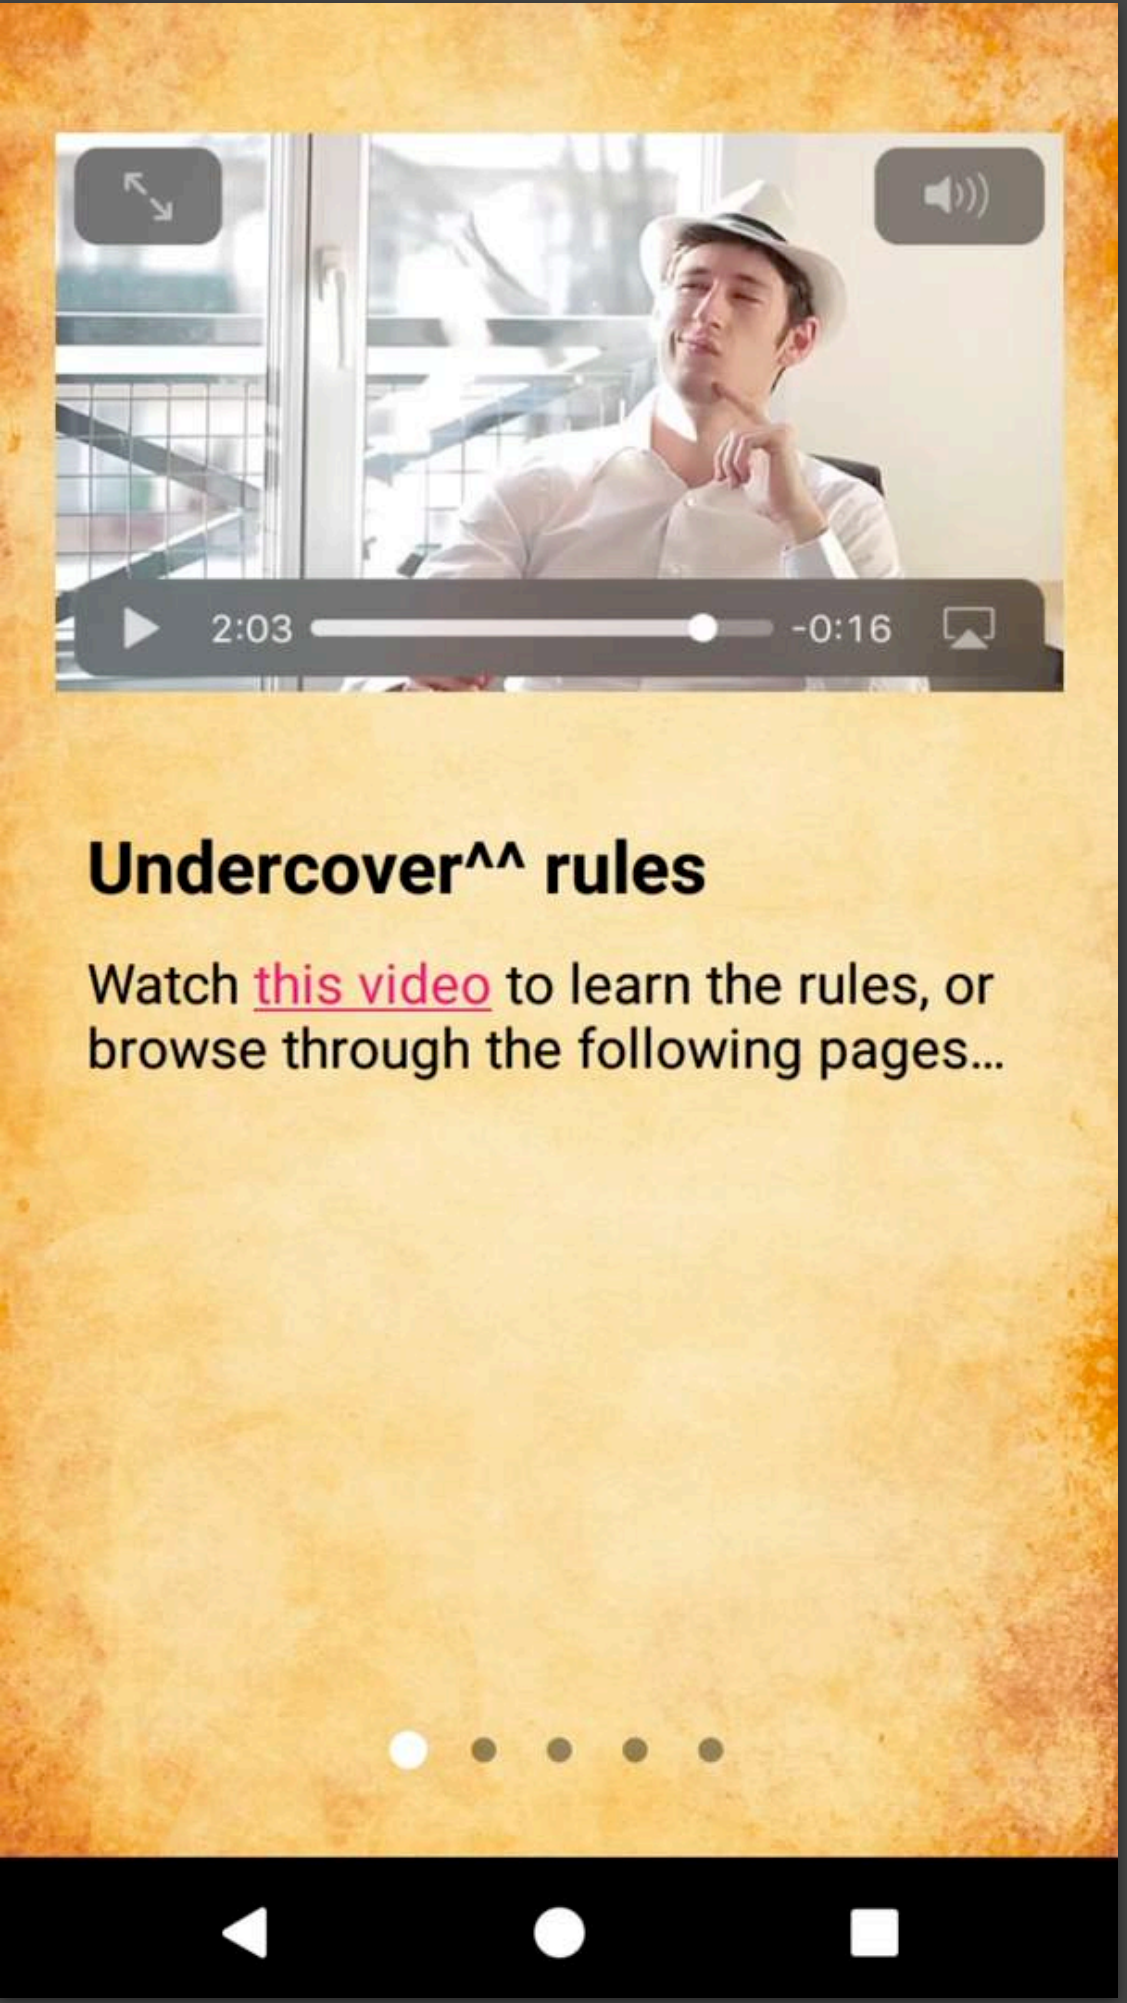 2:03 -0:16
Undercover^^ rules
Watch this video to learn the rules, or
browse through the following pages...